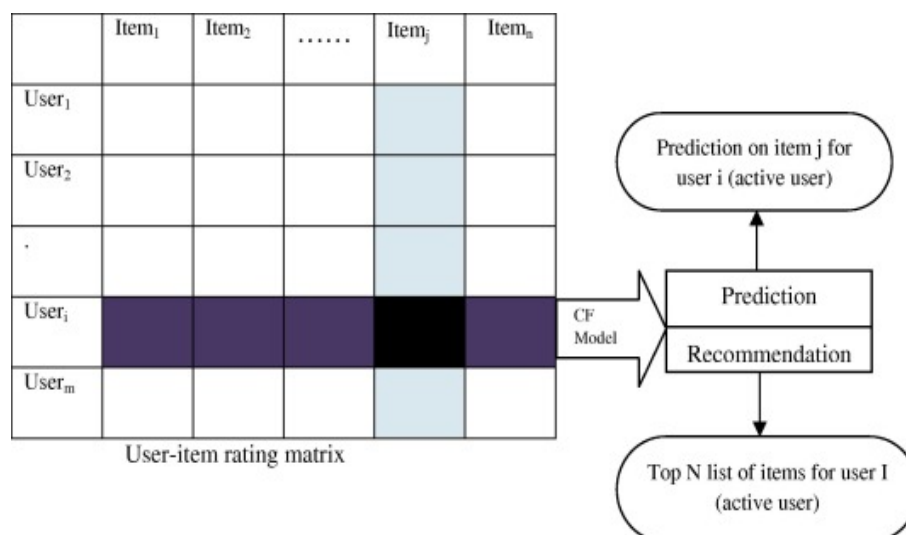 Item₁ Item₂ ...... Itemⱼ Itemₙ
User₁
User₂
.
Userᵢ
Userₘ
User-item rating matrix
CF
Model
Prediction on item j for
user i (active user)
Prediction
Recommendation
Top N list of items for user I
(active user)